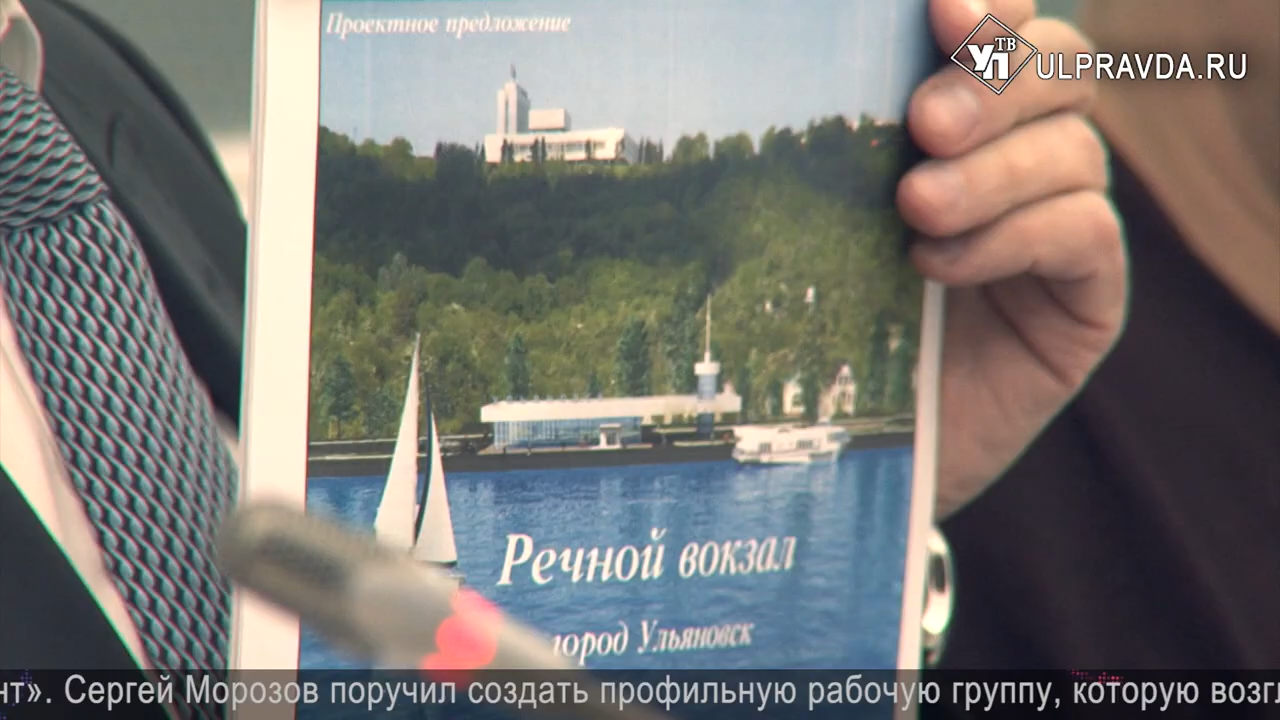 Проектное предложение
ТВ
УП
ULPRAVDA.RU
Речной вокзал
город Ульяновск
нт». Сергей Морозов поручил создать профильную рабочую группу, которую возгл